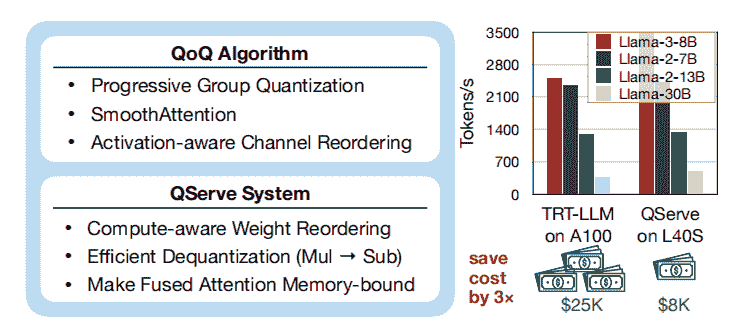 QoQ Algorithm
• Progressive Group Quantization
• SmoothAttention
• Activation-aware Channel Reordering
QServe System
• Compute-aware Weight Reordering
• Efficient Dequantization (Mul → Sub)
• Make Fused Attention Memory-bound
Tokens/s
3500
2800
2100
1400
700
0
Llama-3-8B
Llama-2-7B
Llama-2-13B
Llama-30B
TRT-LLM
on A100
QServe
on L40S
save
cost
by 3×
$
$
$
$25K
$
$8K